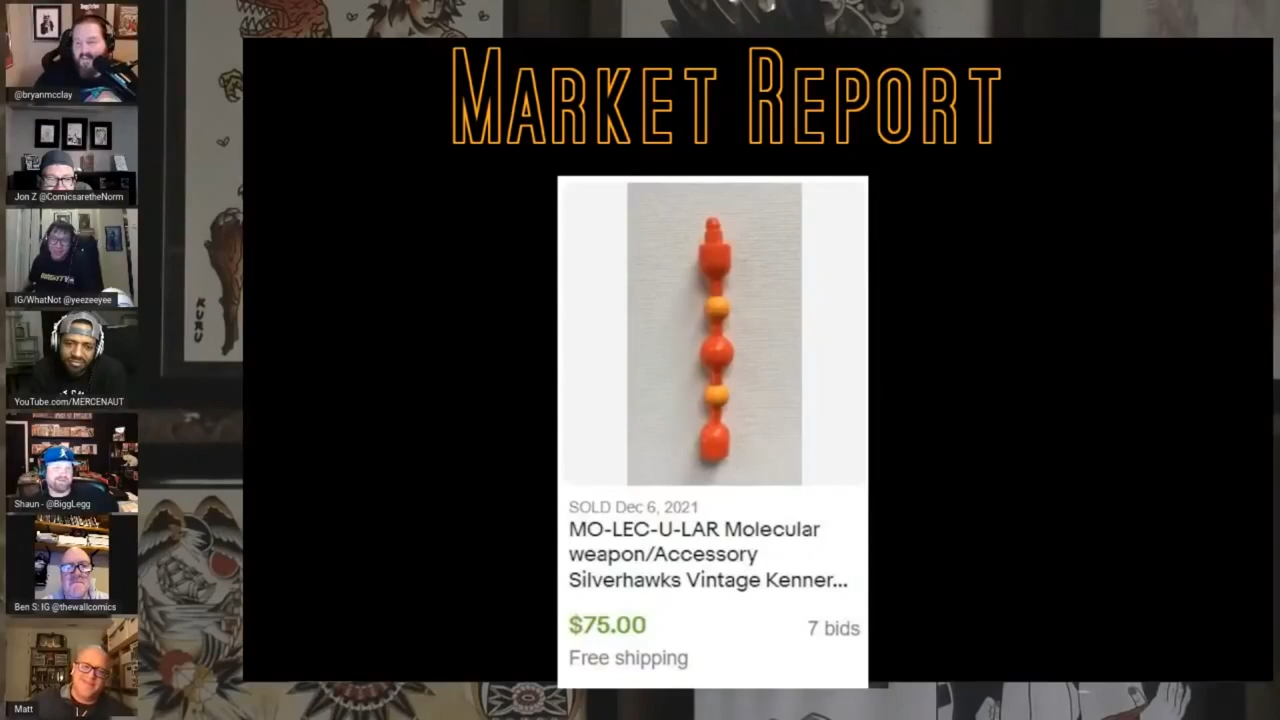 MARKET REPORT
@bryanmcclay
Jon Z @ComicsaretheNorm
IG/WhatNot @yeezeeyee
YouTube.com/MERCENAUT
Shaun - @BiggLegg
Ben S: IG @thewallcomics
Matt
KURU
SOLD Dec 6, 2021
MO-LEC-U-LAR Molecular
weapon/Accessory
Silverhawks Vintage Kenner...
$75.00
7 bids
Free shipping